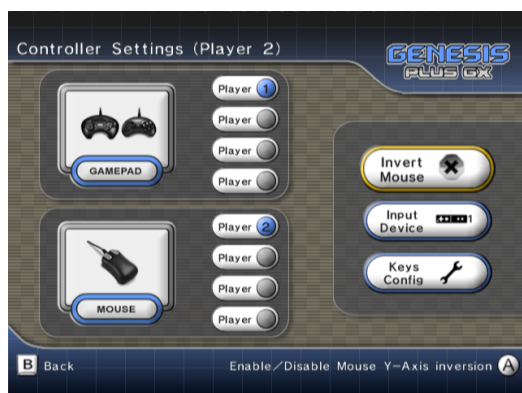 Controller Settings (Player 2)
GENESIS
PLUS GX
Player 1
Player
Player
Player
GAMEPAD
Player 2
Player
Player
Player
MOUSE
Invert
Mouse
Input
Device 1
Keys
Config
B Back
Enable/Disable Mouse Y-Axis inversion A